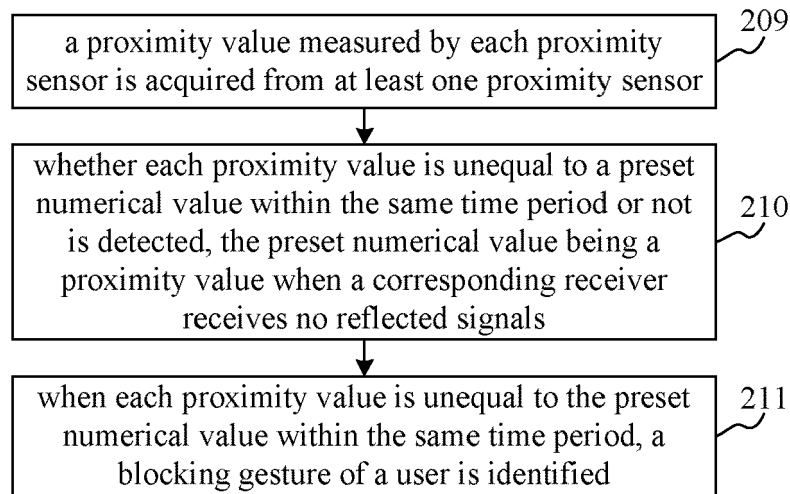 a proximity value measured by each proximity
sensor is acquired from at least one proximity sensor
209
whether each proximity value is unequal to a preset
numerical value within the same time period or not
is detected, the preset numerical value being a
proximity value when a corresponding receiver
receives no reflected signals
210
when each proximity value is unequal to the preset
numerical value within the same time period, a
blocking gesture of a user is identified
211